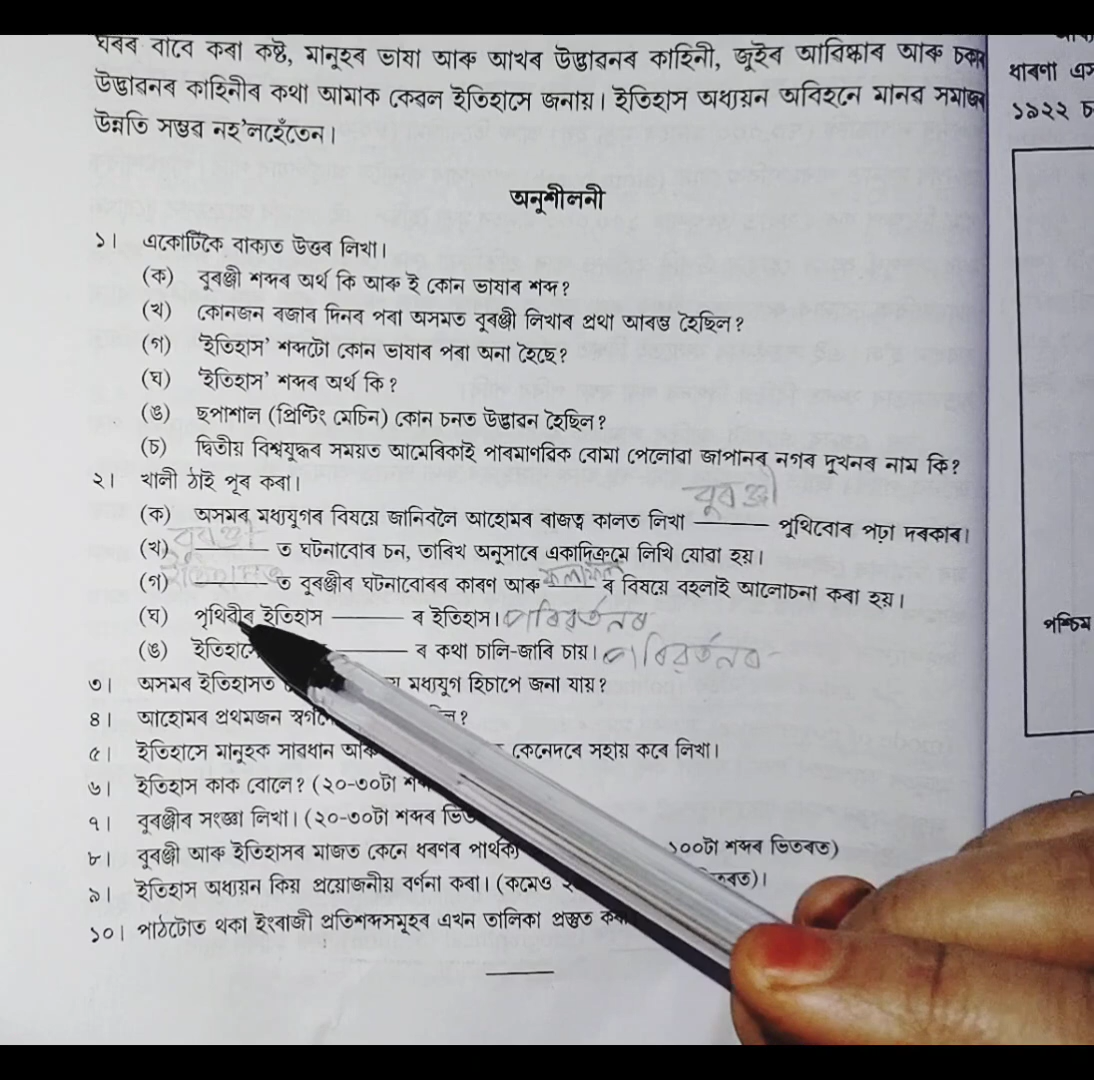 ঘৰৰ বাবে কৰা কষ্ট, মানুহৰ ভাষা আৰু আখৰ উদ্ভাৱনৰ কাহিনী, জুইৰ আৱিষ্কাৰ আৰু চকাৰ
উদ্ভাৱনৰ কাহিনীৰ কথা আমাক কেৱল ইতিহাসে জনায়। ইতিহাস অধ্যয়ন অবিহনে মানৱ সমাজৰ
উন্নতি সম্ভৱ নহ'লহেঁতেন।
অনুশীলনী
১। একোটিকৈ বাক্যত উত্তৰ লিখা।
(ক) বুৰঞ্জী শব্দৰ অৰ্থ কি আৰু ই কোন ভাষাৰ শব্দ?
(খ) কোনজন ৰজাৰ দিনৰ পৰা অসমত বুৰঞ্জী লিখাৰ প্ৰথা আৰম্ভ হৈছিল?
(গ) 'ইতিহাস' শব্দটো কোন ভাষাৰ পৰা অনা হৈছে?
(ঘ) 'ইতিহাস' শব্দৰ অৰ্থ কি?
(ঙ) ছপাশাল (প্ৰিণ্টিং মেচিন) কোন চনত উদ্ভাৱন হৈছিল?
(চ) দ্বিতীয় বিশ্বযুদ্ধৰ সময়ত আমেৰিকাই পাৰমাণৱিক বোমা পেলোৱা জাপানৰ নগৰ দুখনৰ নাম কি?
২। খালী ঠাই পূৰ কৰা।
(ক) অসমৰ মধ্যযুগৰ বিষয়ে জানিবলৈ আহোমৰ ৰাজত্ব কালত লিখা বুৰঞ্জী পুথিবোৰ পঢ়া দৰকাৰ।
(খ) বুৰঞ্জী ত ঘটনাবোৰ চন, তাৰিখ অনুসাৰে একাদিক্ৰমে লিখি যোৱা হয়।
(গ) ইতিহাসত ত বুৰঞ্জীৰ ঘটনাবোৰৰ কাৰণ আৰু ফলাফল ৰ বিষয়ে বহলাই আলোচনা কৰা হয়।
(ঘ) পৃথিৱীৰ ইতিহাস ——— ৰ ইতিহাস। পৰিৱৰ্তনৰ
(ঙ) ——— ৰ কথা চালি-জাৰি চায়। পৰিৱৰ্তনৰ
৩। অসমৰ ইতিহাসত মধ্যযুগ হিচাপে জনা যায়?
৪। আহোমৰ প্ৰথমজন
৫। ইতিহাসে মানুহক সাৱধান কেনেদৰে সহায় কৰে লিখা।
৬। ইতিহাস কাক বোলে? (২০-৩০টা
৭। বুৰঞ্জীৰ সংজ্ঞা লিখা। (২০-৩০টা শব্দৰ
৮। বুৰঞ্জী আৰু ইতিহাসৰ মাজত কেনে ধৰণৰ পাৰ্থক্য ১০০টা শব্দৰ ভিতৰত)
৯। ইতিহাস অধ্যয়ন কিয় প্ৰয়োজনীয় বৰ্ণনা কৰা। (কমেও
১০। পাঠটোত থকা ইংৰাজী প্ৰতিশব্দসমূহৰ এখন তালিকা প্ৰস্তুত কৰা
ধাৰণা
১৯২২
পশ্চিম